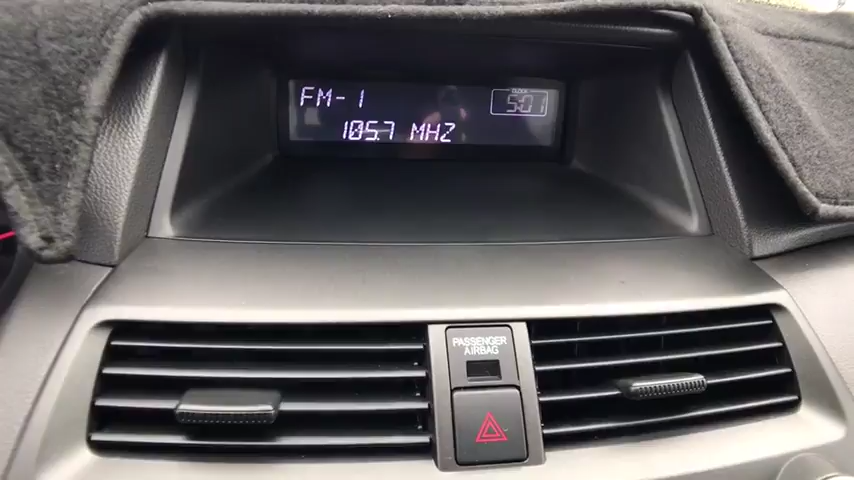 FM-1
CLOCK
5:01
105.7 MHZ
PASSENGER
AIRBAG